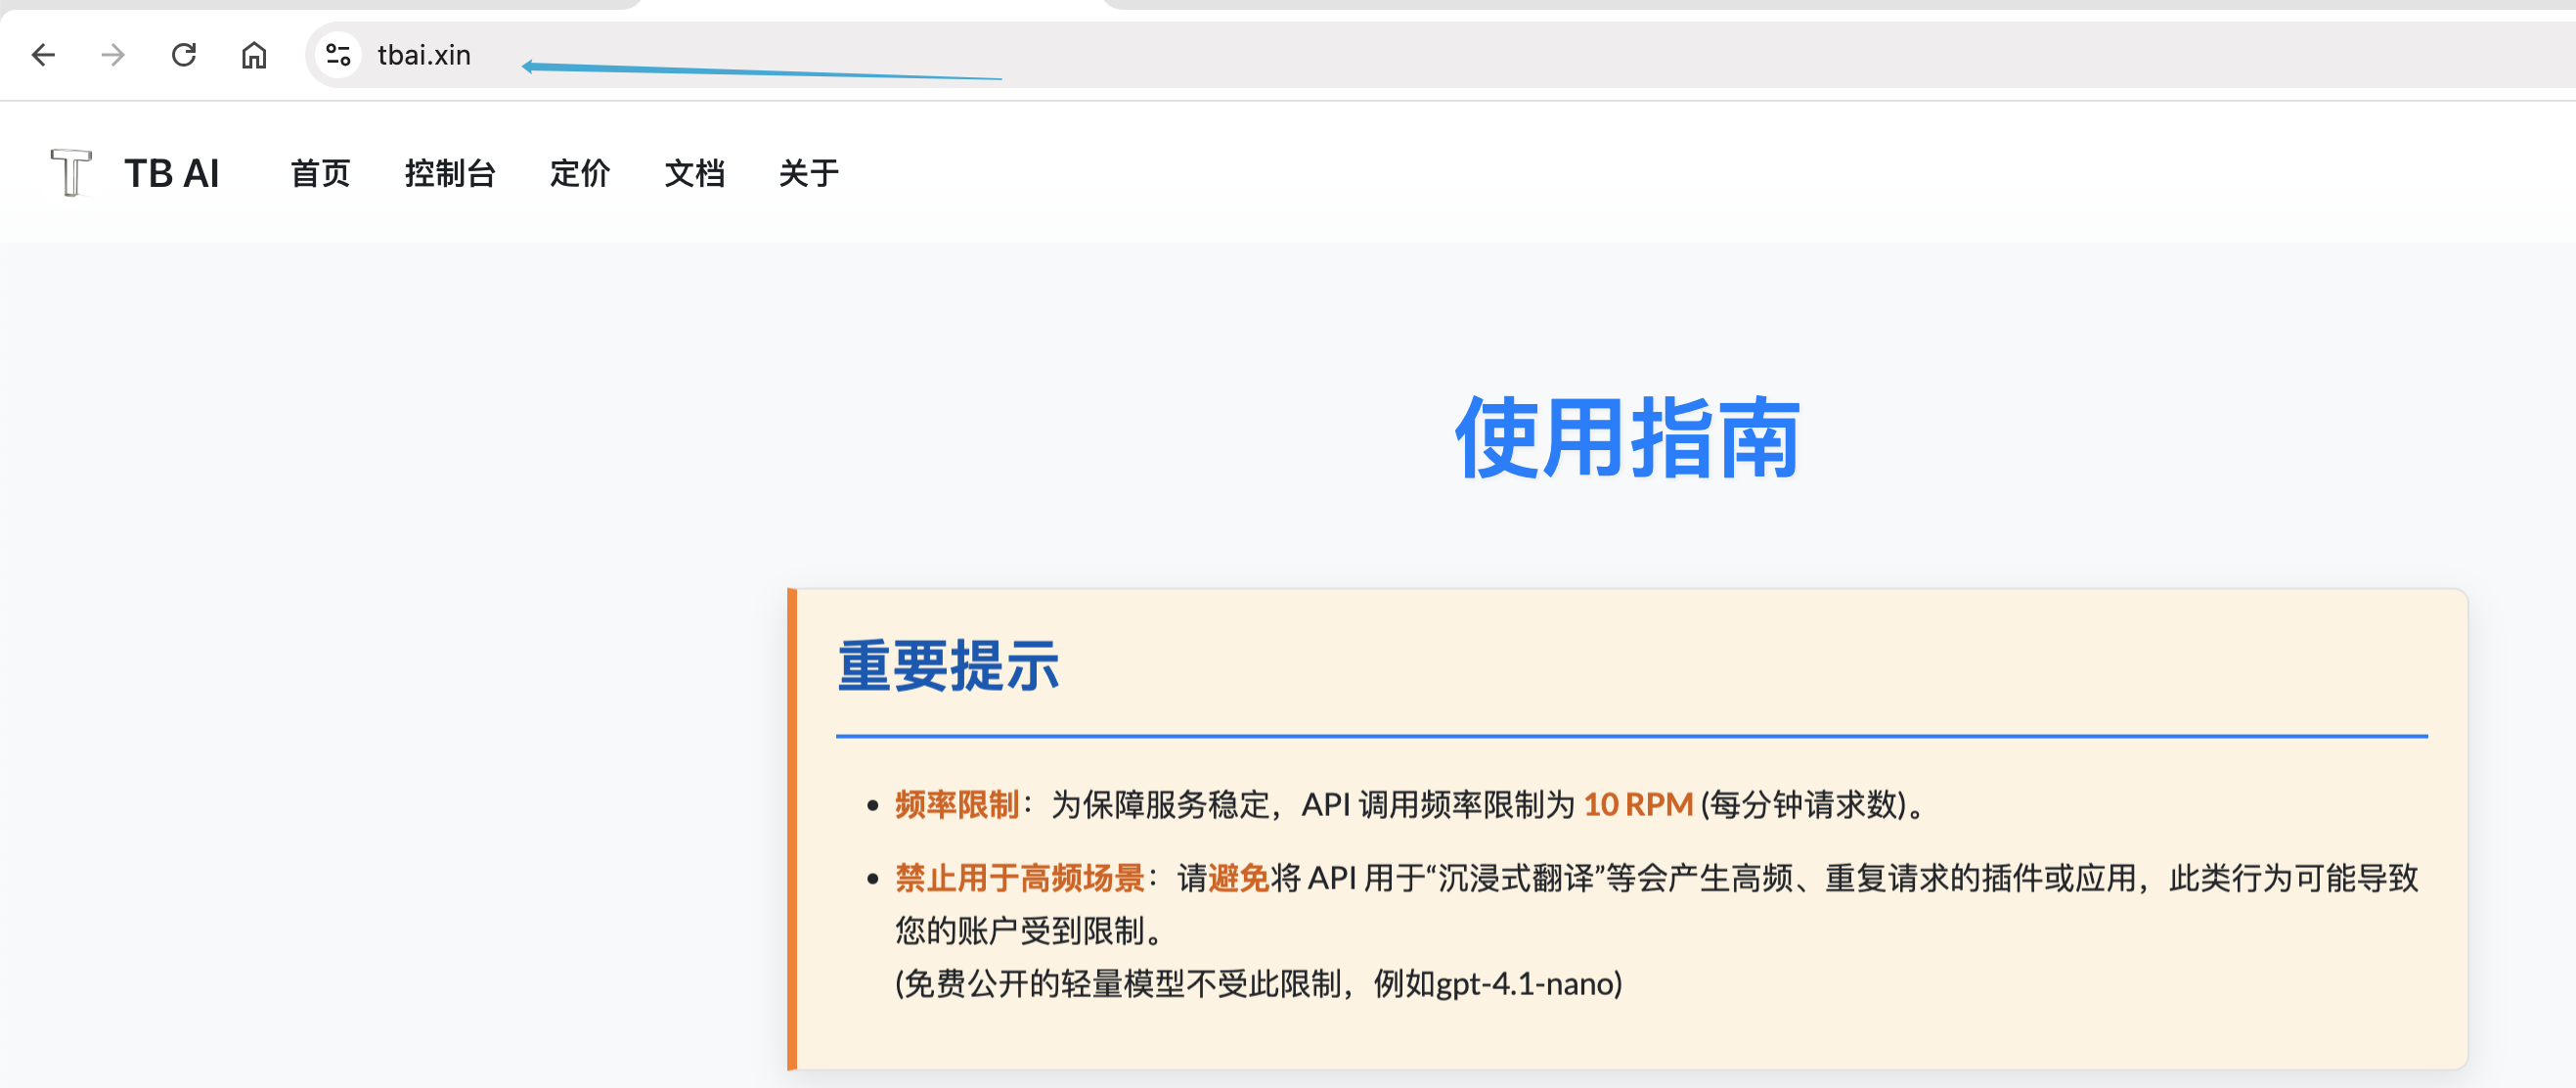 tbai.xin
TB AI 首页 控制台 定价 文档 关于
使用指南
重要提示
频率限制：为保障服务稳定，API 调用频率限制为 10 RPM (每分钟请求数)。
禁止用于高频场景：请避免将 API 用于“沉浸式翻译”等会产生高频、重复请求的插件或应用，此类行为可能导致
您的账户受到限制。
(免费公开的轻量模型不受此限制，例如gpt-4.1-nano)